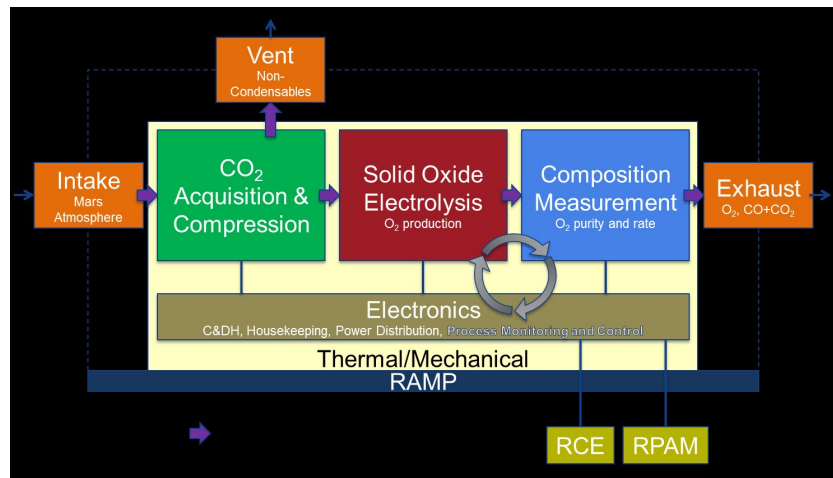 Vent
Non-
Condensables
Intake
Mars
Atmosphere
CO₂
Acquisition &
Compression
Solid Oxide
Electrolysis
O₂ production
Composition
Measurement
O₂ purity and rate
Exhaust
O₂, CO+CO₂
Electronics
C&DH, Housekeeping, Power Distribution, Process Monitoring and Control
Thermal/Mechanical
RAMP
RCE
RPAM